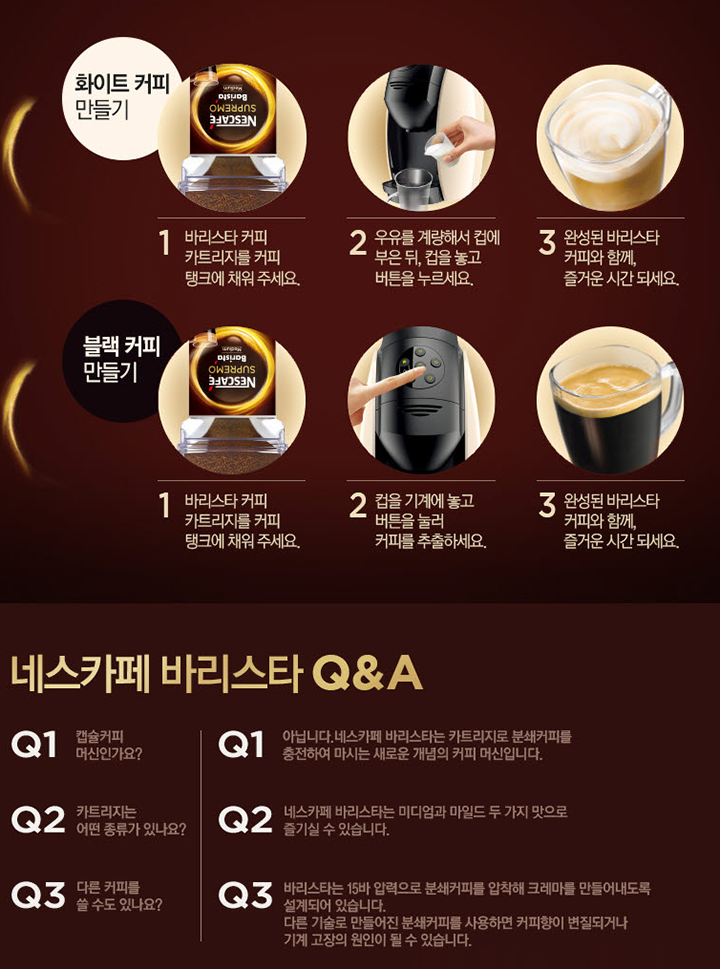 화이트 커피
만들기
NESCAFÉ
SUPREMO
Barista
Medium
1 바리스타 커피
카트리지를 커피
탱크에 채워 주세요.
2 우유를 계량해서 컵에
부은 뒤, 컵을 놓고
버튼을 누르세요.
3 완성된 바리스타
커피와 함께,
즐거운 시간 되세요.
블랙 커피
만들기
NESCAFÉ
SUPREMO
Barista
Medium
1 바리스타 커피
카트리지를 커피
탱크에 채워 주세요.
2 컵을 기계에 놓고
버튼을 눌러
커피를 추출하세요.
3 완성된 바리스타
커피와 함께,
즐거운 시간 되세요.
네스카페 바리스타 Q&A
Q1 캡슐커피
머신인가요?
Q1 아닙니다.네스카페 바리스타는 카트리지로 분쇄커피를
충전하여 마시는 새로운 개념의 커피 머신입니다.
Q2 카트리지는
어떤 종류가 있나요?
Q2 네스카페 바리스타는 미디엄과 마일드 두 가지 맛으로
즐기실 수 있습니다.
Q3 다른 커피를
쓸 수도 있나요?
Q3 바리스타는 15바 압력으로 분쇄커피를 압착해 크레마를 만들어내도록
설계되어 있습니다.
다른 기술로 만들어진 분쇄커피를 사용하면 커피향이 변질되거나
기계 고장의 원인이 될 수 있습니다.